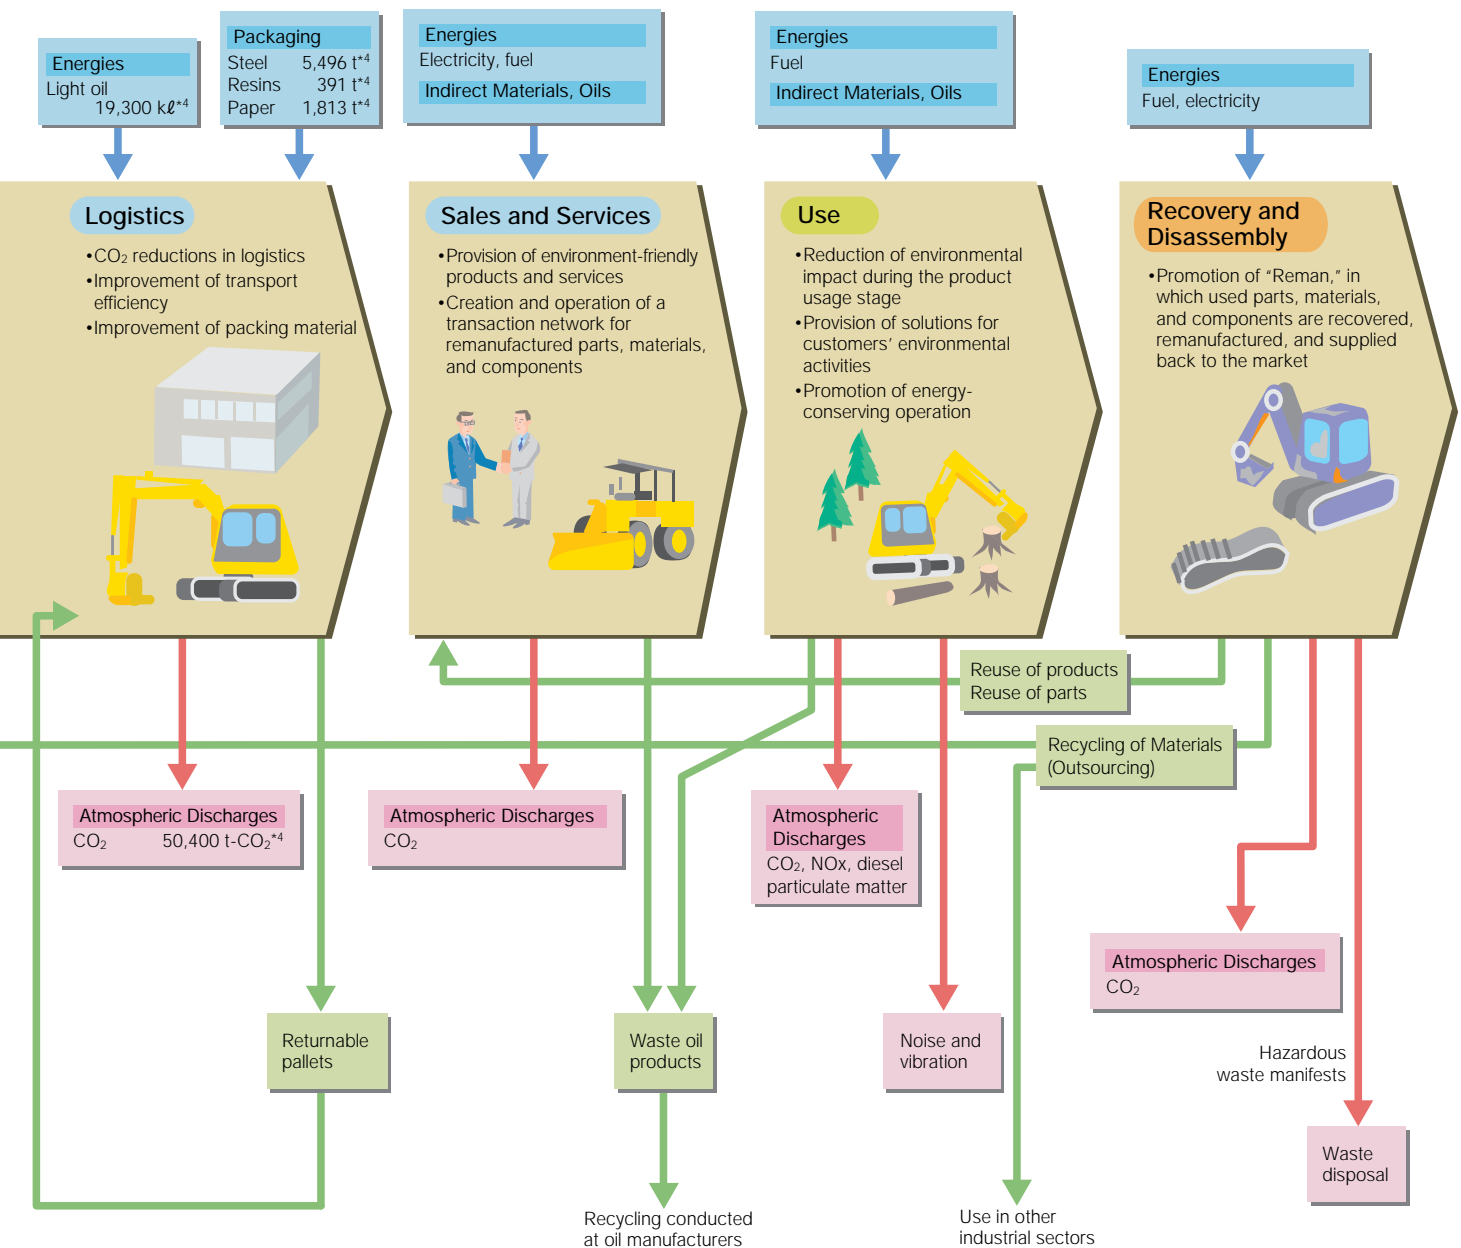 Energies
Light oil
19,300 kℓ*4
Packaging
Steel 5,496 t*4
Resins 391 t*4
Paper 1,813 t*4
Energies
Electricity, fuel
Indirect Materials, Oils
Energies
Fuel
Indirect Materials, Oils
Energies
Fuel, electricity
Logistics
•CO2 reductions in logistics
•Improvement of transport
efficiency
•Improvement of packing material
Sales and Services
•Provision of environment-friendly
products and services
•Creation and operation of a
transaction network for
remanufactured parts, materials,
and components
Use
•Reduction of environmental
impact during the product
usage stage
•Provision of solutions for
customers’ environmental
activities
•Promotion of energy-
conserving operation
Recovery and
Disassembly
•Promotion of “Reman,” in
which used parts, materials,
and components are recovered,
remanufactured, and supplied
back to the market
Reuse of products
Reuse of parts
Recycling of Materials
(Outsourcing)
Atmospheric Discharges
CO2 50,400 t-CO2*4
Atmospheric Discharges
CO2
Atmospheric
Discharges
CO2, NOx, diesel
particulate matter
Atmospheric Discharges
CO2
Returnable
pallets
Waste oil
products
Noise and
vibration
Hazardous
waste manifests
Waste
disposal
Recycling conducted
at oil manufacturers
Use in other
industrial sectors